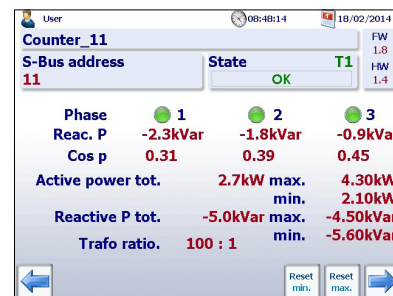 User 08:48:14 18/02/2014
Counter_11 FW 1.8
S-Bus address State T1 HW 1.4
11 OK
Phase 1 2 3
Reac. P -2.3kVar -1.8kVar -0.9kVa
Cos p 0.31 0.39 0.45
Active power tot. 2.7kW max. 4.30kW
min. 2.10kW
Reactive P tot. -5.0kVar max. -4.50kVar
min. -5.60kVar
Trafo ratio. 100 : 1
Reset min. Reset max.